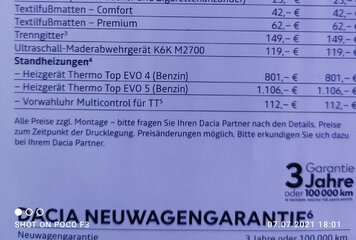 25,– € 25,– €
Textilfußmatten – Comfort 42,– € 42,– €
Textilfußmatten – Premium 62,– € 62,– €
Trenngitter³ 149,– € 149,– €
Ultraschall-Maderabwehrgerät K6K M2700 119,– € 119,– €
Standheizungen⁴
– Heizgerät Thermo Top EVO 4 (Benzin) 801,– € 801,– €
– Heizgerät Thermo Top EVO 5 (Benzin) 1.106,– € 1.106,– €
– Vorwahluhr Multicontrol für TT⁵ 112,– € 112,– €
Alle Preise zzgl. Montage – bitte fragen Sie Ihren Dacia Partner nach den Details. Preise
zum Zeitpunkt der Drucklegung. Preisänderungen möglich. Bitte erkundigen Sie sich dazu
bei Ihrem Dacia Partner.
3 Garantie
Jahre
oder 100 000 km
DACIA NEUWAGENGARANTIE⁶
SHOT ON POCO F3
07.07.2021 18:01
Neuwagengarantie 3 Jahre oder 100 000 km